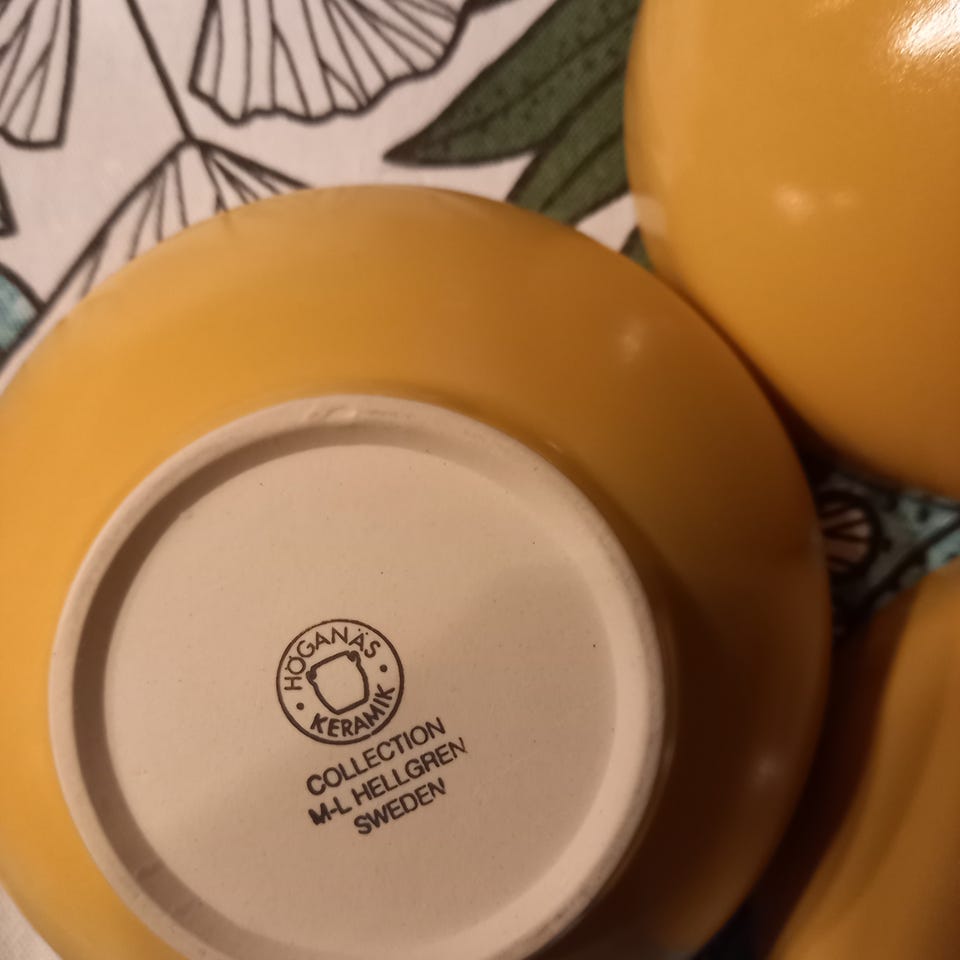 HÖGANÄS
KERAMIK
COLLECTION
M-L HELLGREN
SWEDEN